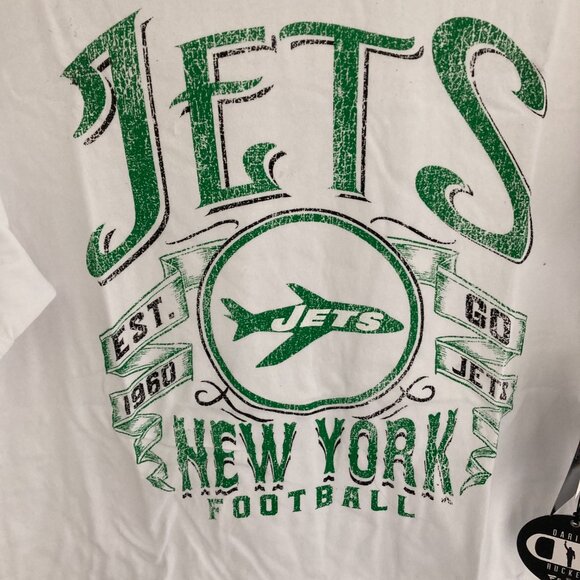 JETS
EST.
1960
JETS
GO
JETS
NEW YORK
FOOTBALL